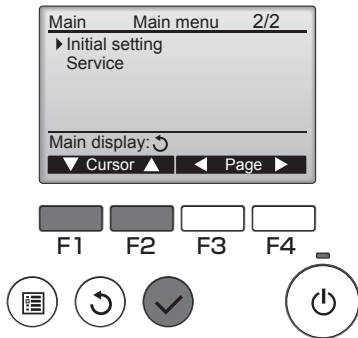 Main Main menu 2/2
Initial setting
Service
Main display:
Cursor Page
F1 F2 F3 F4